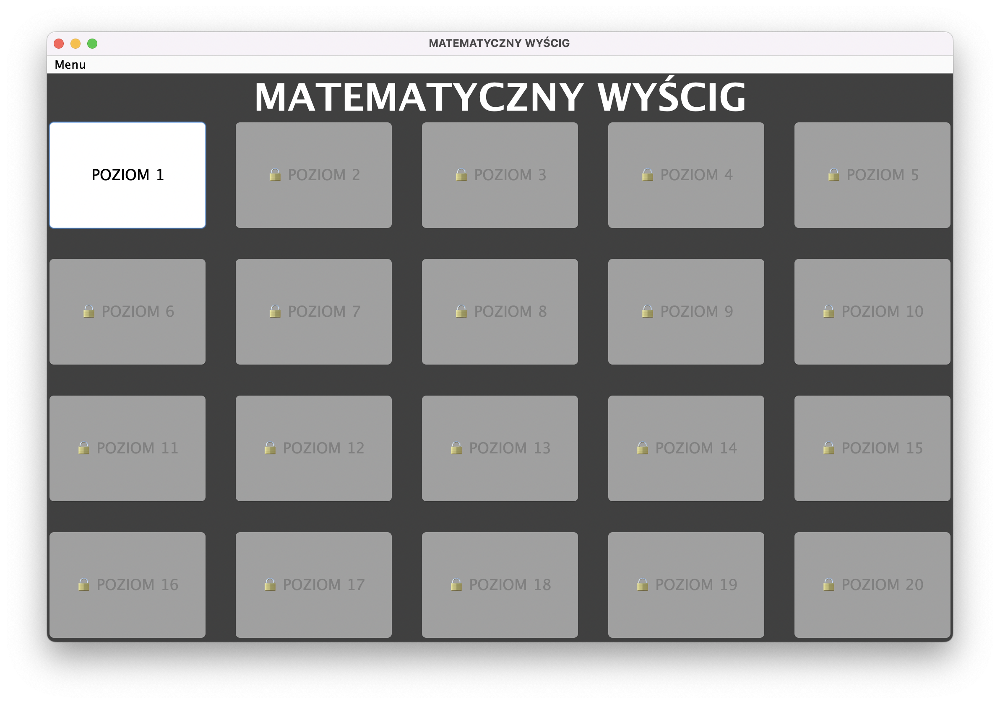 MATEMATYCZNY WYŚCIG
Menu
MATEMATYCZNY WYŚCIG
POZIOM 1
🔒 POZIOM 2
🔒 POZIOM 3
🔒 POZIOM 4
🔒 POZIOM 5
🔒 POZIOM 6
🔒 POZIOM 7
🔒 POZIOM 8
🔒 POZIOM 9
🔒 POZIOM 10
🔒 POZIOM 11
🔒 POZIOM 12
🔒 POZIOM 13
🔒 POZIOM 14
🔒 POZIOM 15
🔒 POZIOM 16
🔒 POZIOM 17
🔒 POZIOM 18
🔒 POZIOM 19
🔒 POZIOM 20